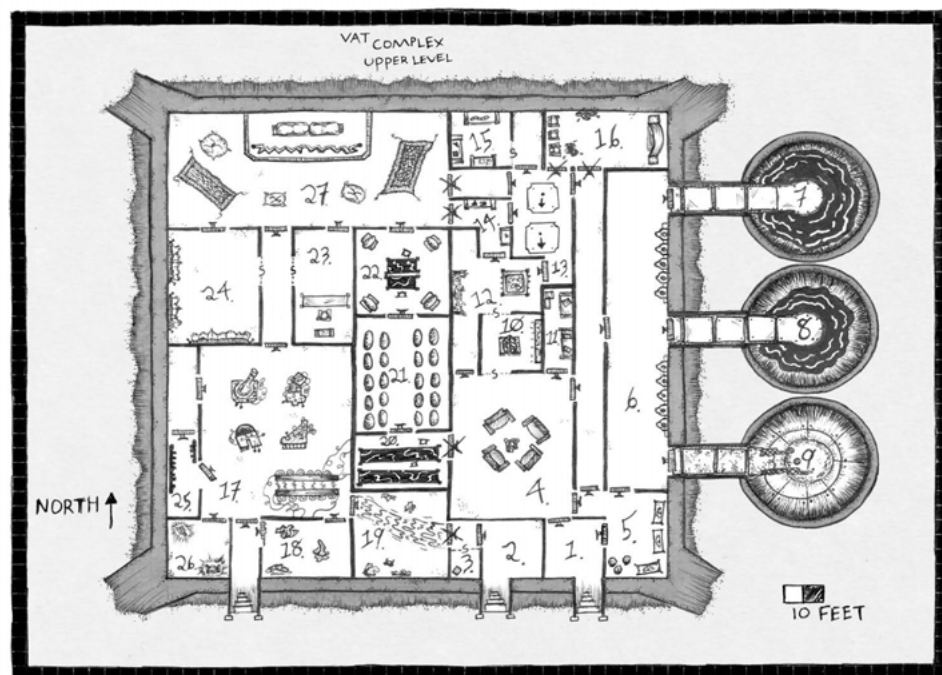 VAT COMPLEX
UPPER LEVEL
15.
S
16.
7
27.
14.
24.
S
S
23.
22.
13.
12.
S
8
10.
11.
21.
S
6.
20.
9
4.
25.
17.
NORTH
18.
19.
S
3
2.
1.
5.
26.
10 FEET